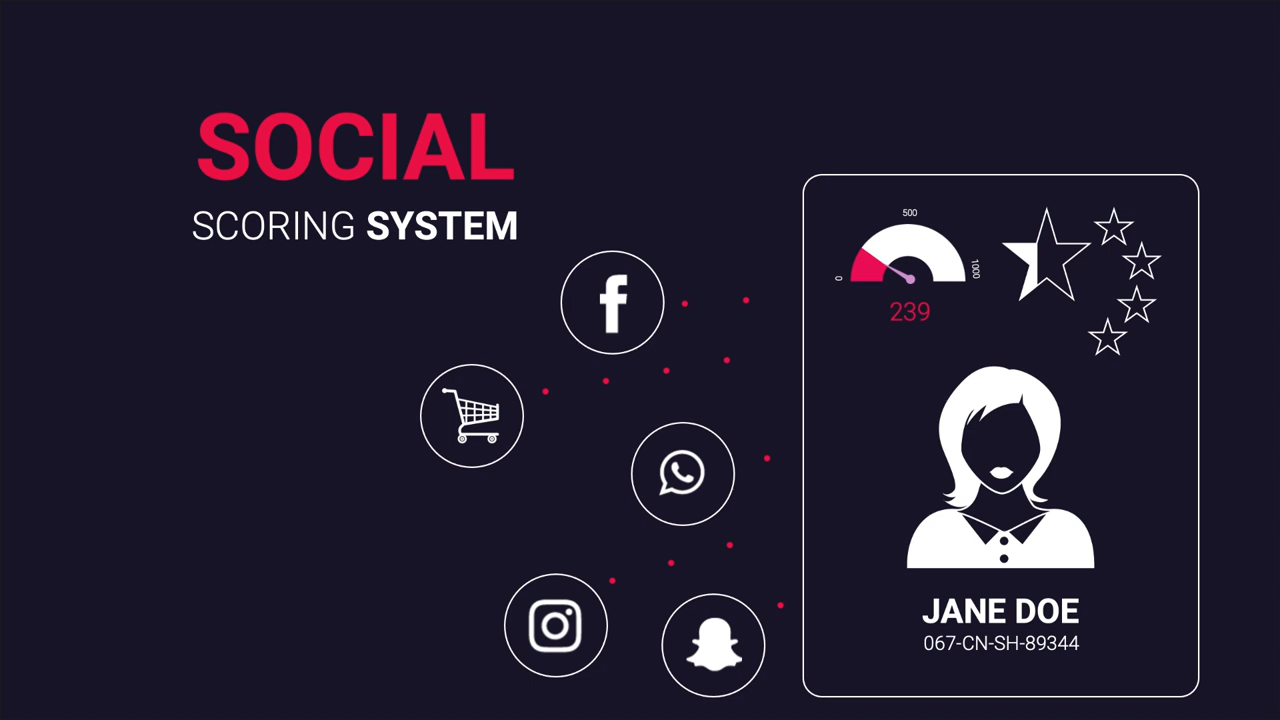 SOCIAL
SCORING SYSTEM
500
0
1000
239
JANE DOE
067-CN-SH-89344